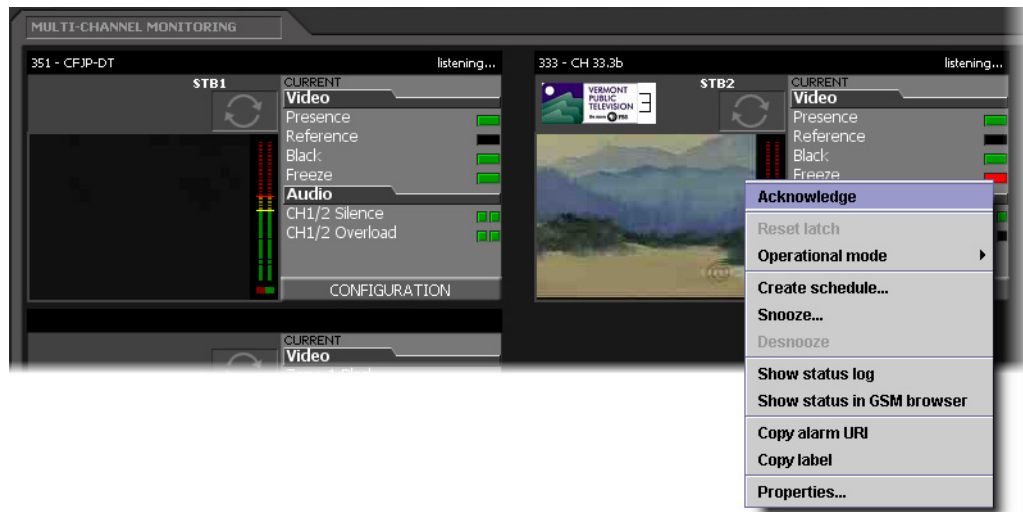 MULTI-CHANNEL MONITORING
351 - CFJP-DT
listening...
STB1
CURRENT
Video
Presence
Reference
Black
Freeze
Audio
CH1/2 Silence
CH1/2 Overload
CONFIGURATION
333 - CH 33.3b
listening...
VERMONT
PUBLIC
TELEVISION
PBS
3
STB2
CURRENT
Video
Presence
Reference
Black
Freeze
CURRENT
Video
Acknowledge
Reset latch
Operational mode
Create schedule...
Snooze...
Desnooze
Show status log
Show status in GSM browser
Copy alarm URI
Copy label
Properties...